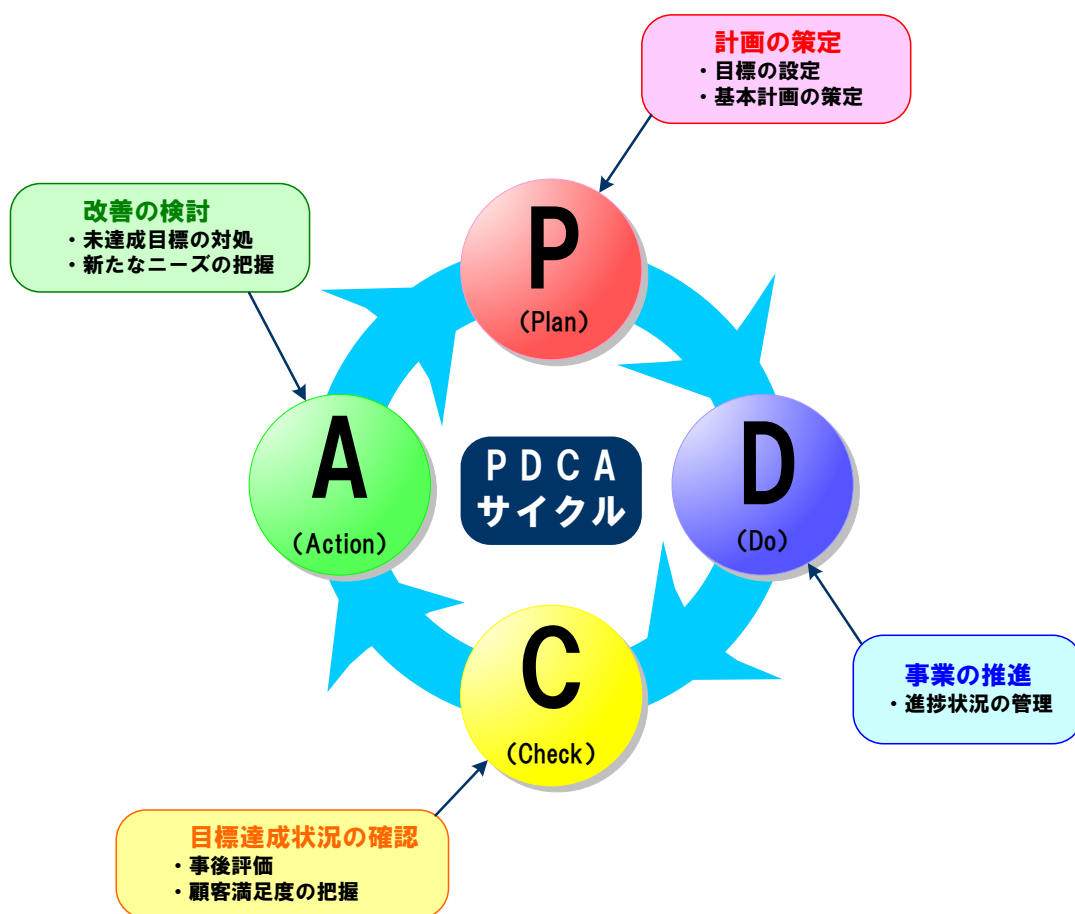 計画の策定
・目標の設定
・基本計画の策定
P
(Plan)
改善の検討
・未達成目標の対処
・新たなニーズの把握
A
(Action)
PDCA
サイクル
D
(Do)
事業の推進
・進捗状況の管理
C
(Check)
目標達成状況の確認
・事後評価
・顧客満足度の把握